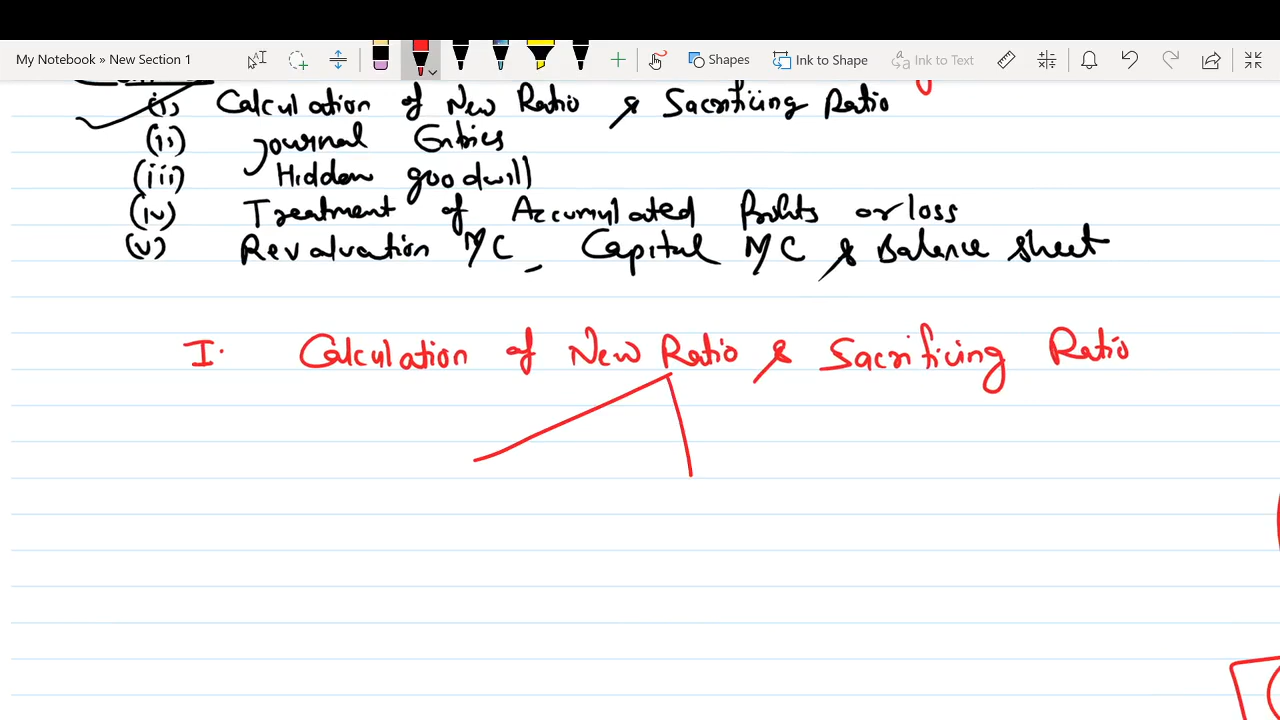 My Notebook » New Section 1
Shapes Ink to Shape Ink to Text
(i) Calculation of New Ratio & Sacrificing Ratio
(ii) Journal Entries
(iii) Hidden goodwill
(iv) Treatment of Accumulated Profits or loss
(v) Revaluation A/C, Capital A/C & Balance sheet
I. Calculation of New Ratio & Sacrificing Ratio